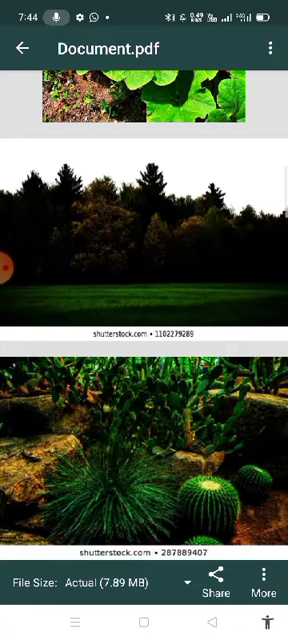 7:44
Document.pdf
shutterstock.com • 1102279289
shutterstock.com • 287889407
File Size: Actual (7.89 MB)
Share
More